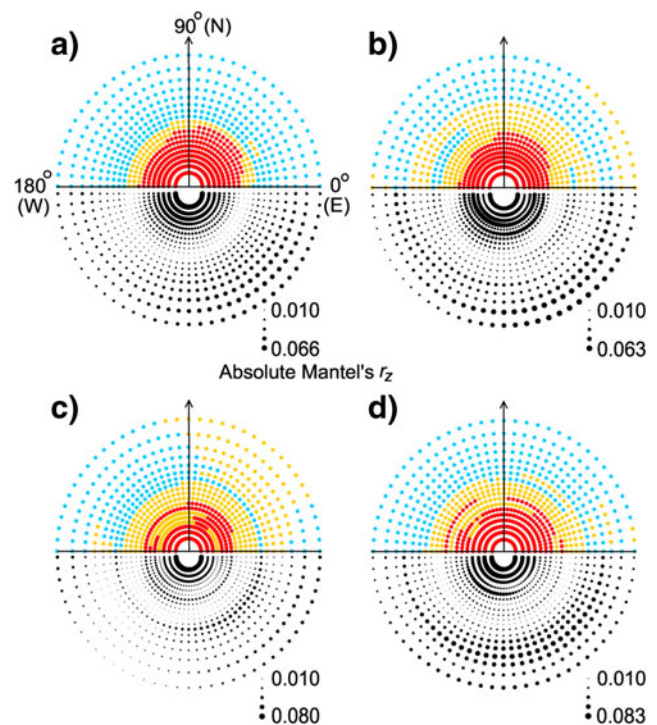 a)
90° (N)
b)
180°
(W)
0°
(E)
0.010
0.066
0.010
0.063
Absolute Mantel's rz
c)
d)
0.010
0.080
0.010
0.083